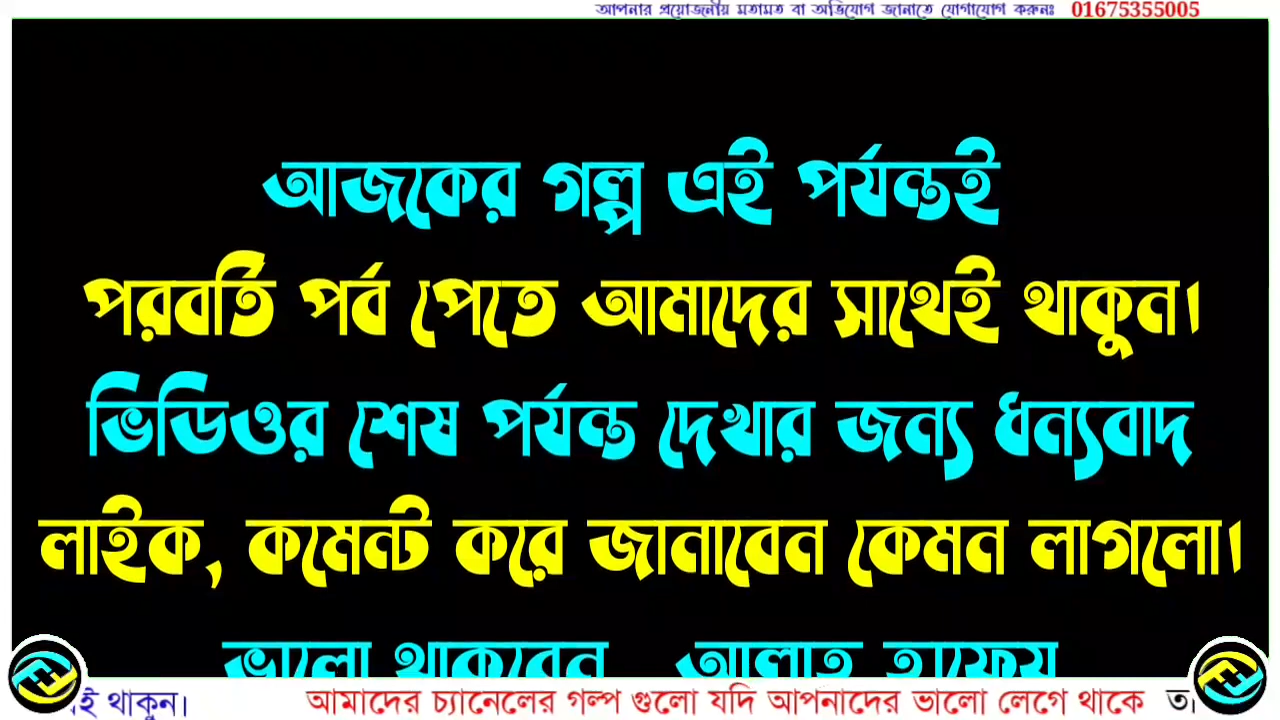 আপনার প্রয়োজনীয় মতামত বা অভিযোগ জানাতে যোগাযোগ করুনঃ 01675355005
আজকের গল্প এই পর্যন্তই
পরবর্তি পর্ব পেতে আমাদের সাথেই থাকুন।
ভিডিওর শেষ পর্যন্ত দেখার জন্য ধন্যবাদ
লাইক, কমেন্ট করে জানাবেন কেমন লাগলো।
ভালো থাকবেন আল্লাহ হাফেয
থাকুন। আমাদের চ্যানেলের গল্প গুলো যদি আপনাদের ভালো লেগে থাকে